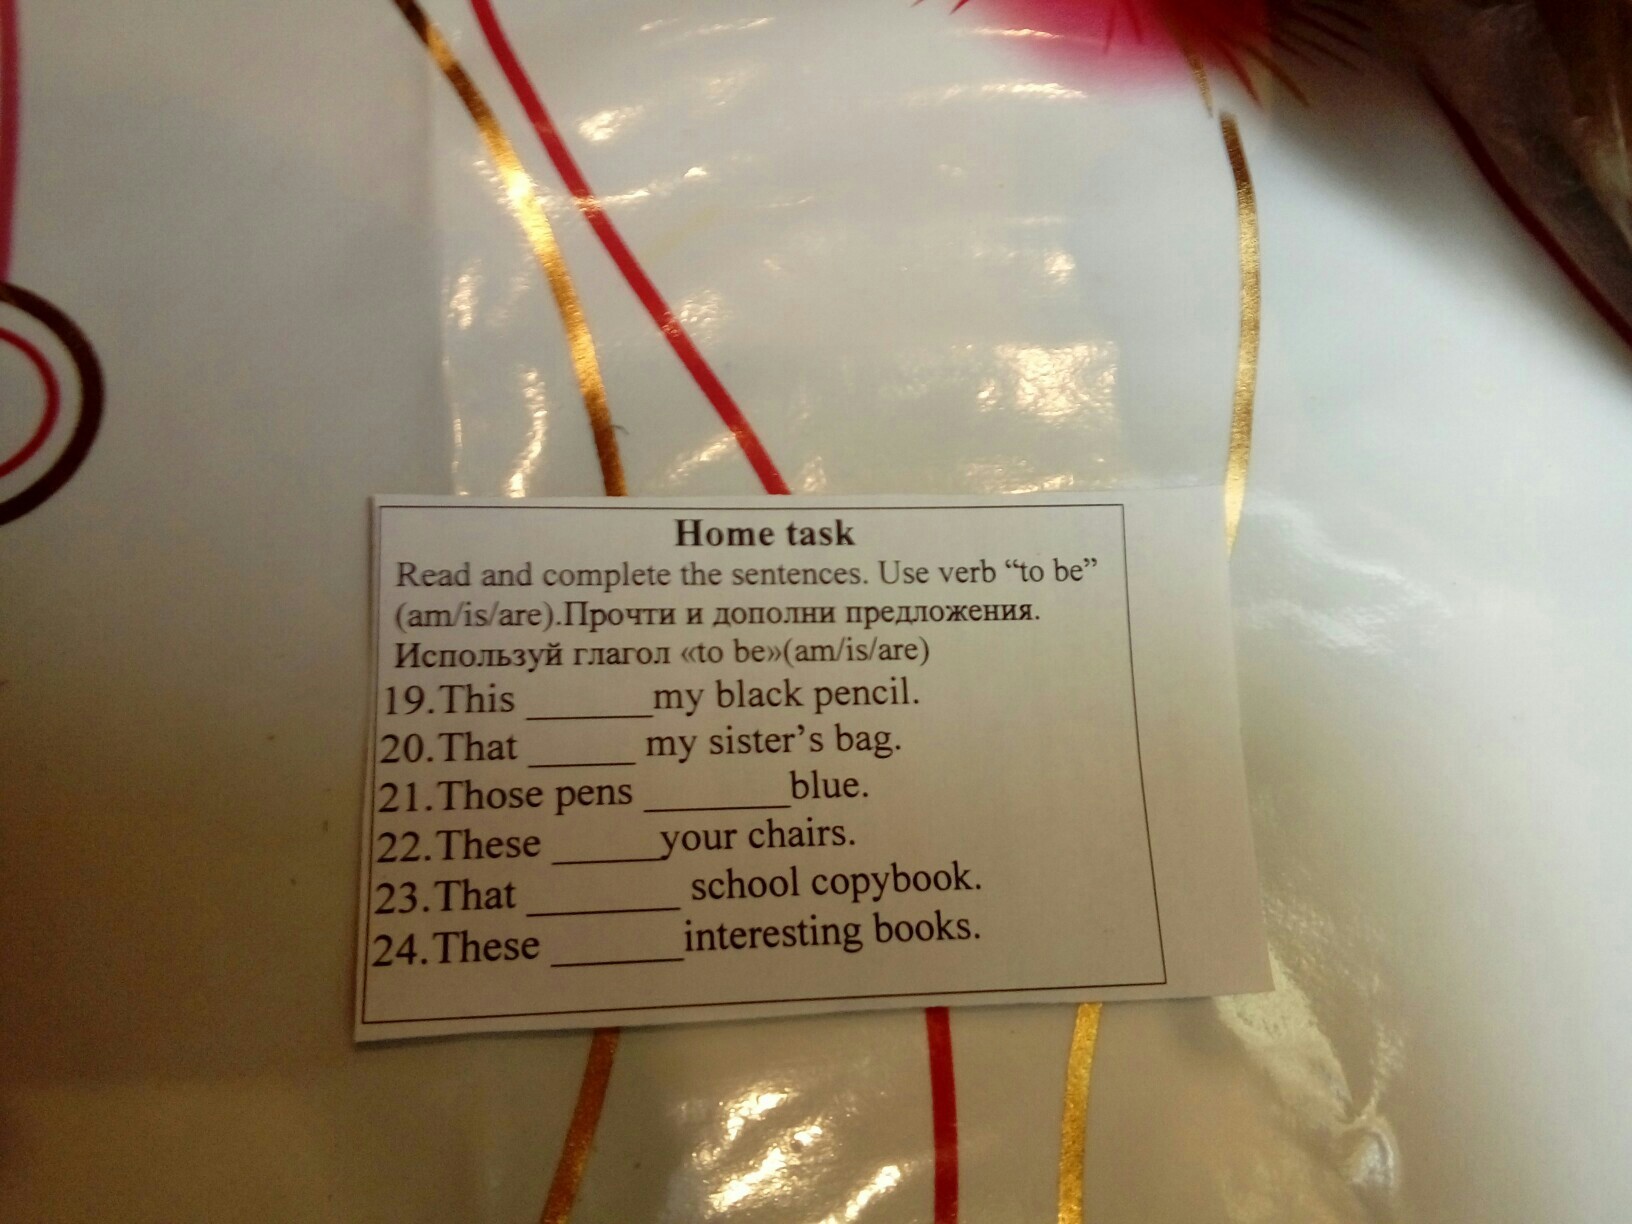 Home task
Read and complete the sentences. Use verb “to be”
(am/is/are).Прочти и дополни предложения.
Используй глагол «to be»(am/is/are)
19.This ______my black pencil.
20.That _____ my sister’s bag.
21.Those pens _______blue.
22.These _____your chairs.
23.That _______ school copybook.
24.These ______interesting books.